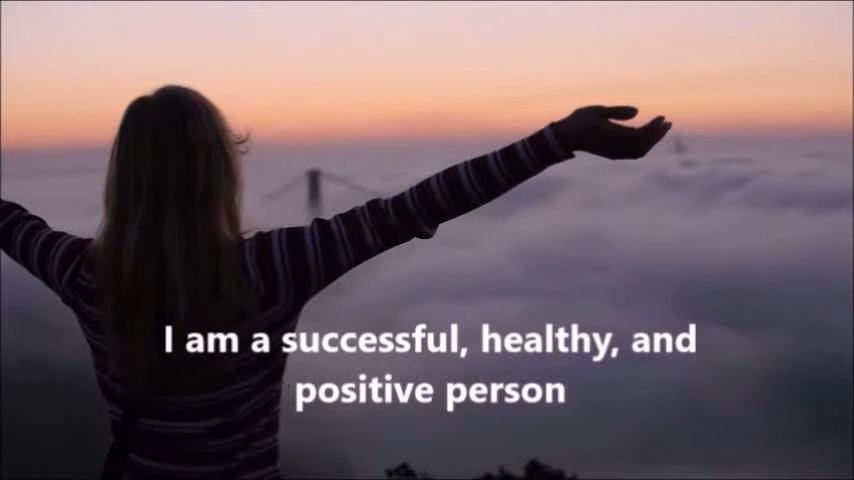 I am a successful, healthy, and
positive person